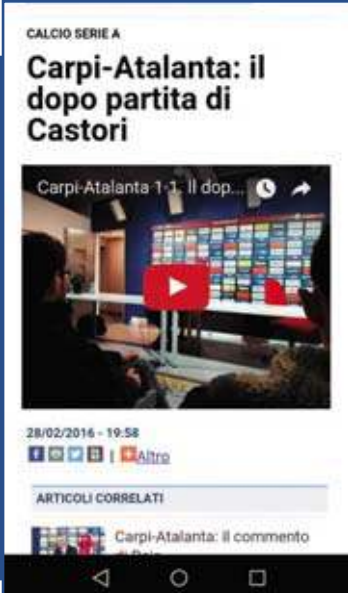 CALCIO SERIE A
Carpi-Atalanta: il
dopo partita di
Castori
Carpi-Atalanta 1-1. Il dop...
28/02/2016 - 19:58
| Altro
ARTICOLI CORRELATI
Carpi-Atalanta: il commento